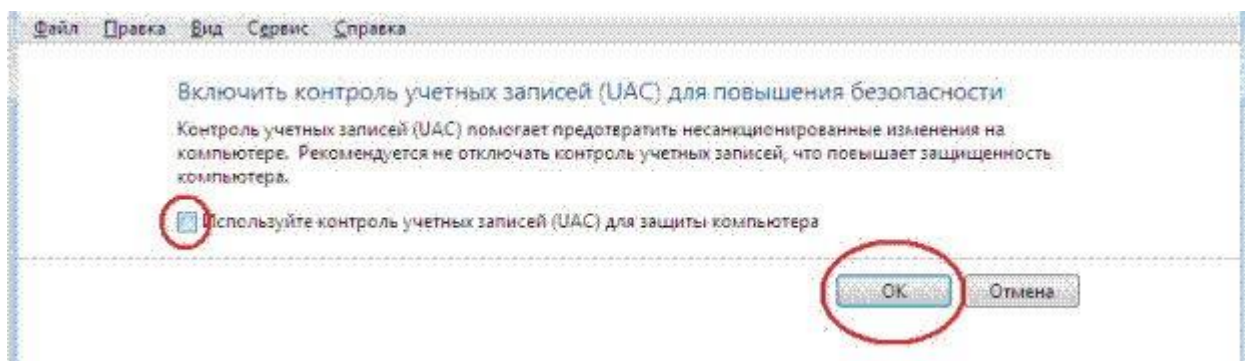 Файл Правка Вид Сервис Справка
Включить контроль учетных записей (UAC) для повышения безопасности
Контроль учетных записей (UAC) помогает предотвратить несанкционированные изменения на
компьютере. Рекомендуется не отключать контроль учетных записей, что повышает защищенность
компьютера.
Используйте контроль учетных записей (UAC) для защиты компьютера
ОК Отмена